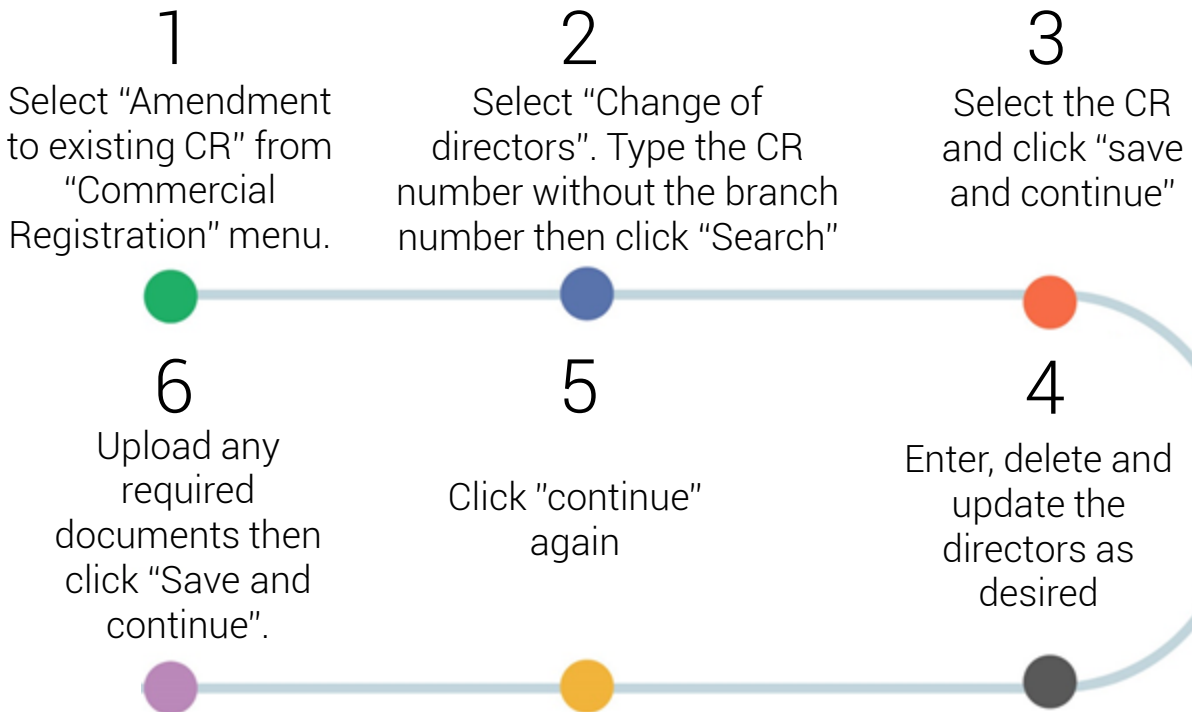 1
Select “Amendment
to existing CR” from
“Commercial
Registration” menu.
2
Select “Change of
directors”. Type the CR
number without the branch
number then click “Search”
3
Select the CR
and click “save
and continue”
4
Enter, delete and
update the
directors as
desired
5
Click ”continue”
again
6
Upload any
required
documents then
click “Save and
continue”.